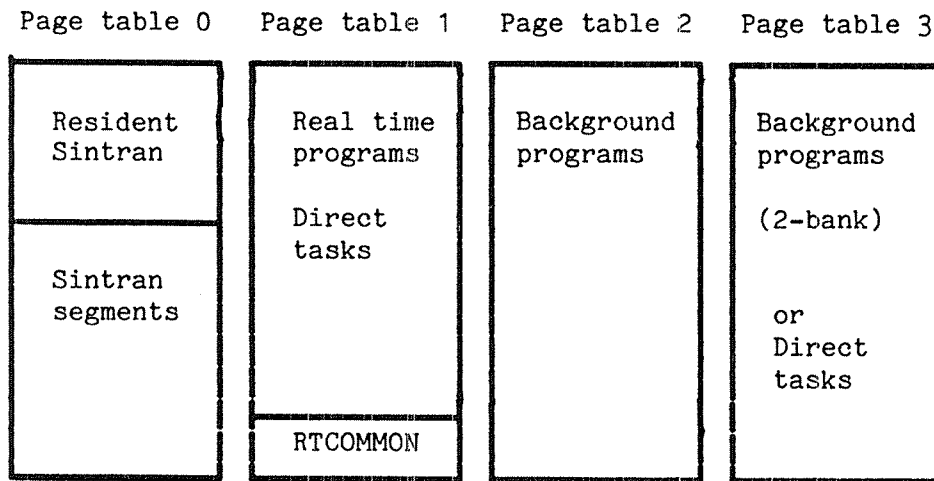 Page table 0
Page table 1
Page table 2
Page table 3
Resident
Sintran
Sintran
segments
Real time
programs
Direct
tasks
RTCOMMON
Background
programs
Background
programs
(2-bank)
or
Direct
tasks